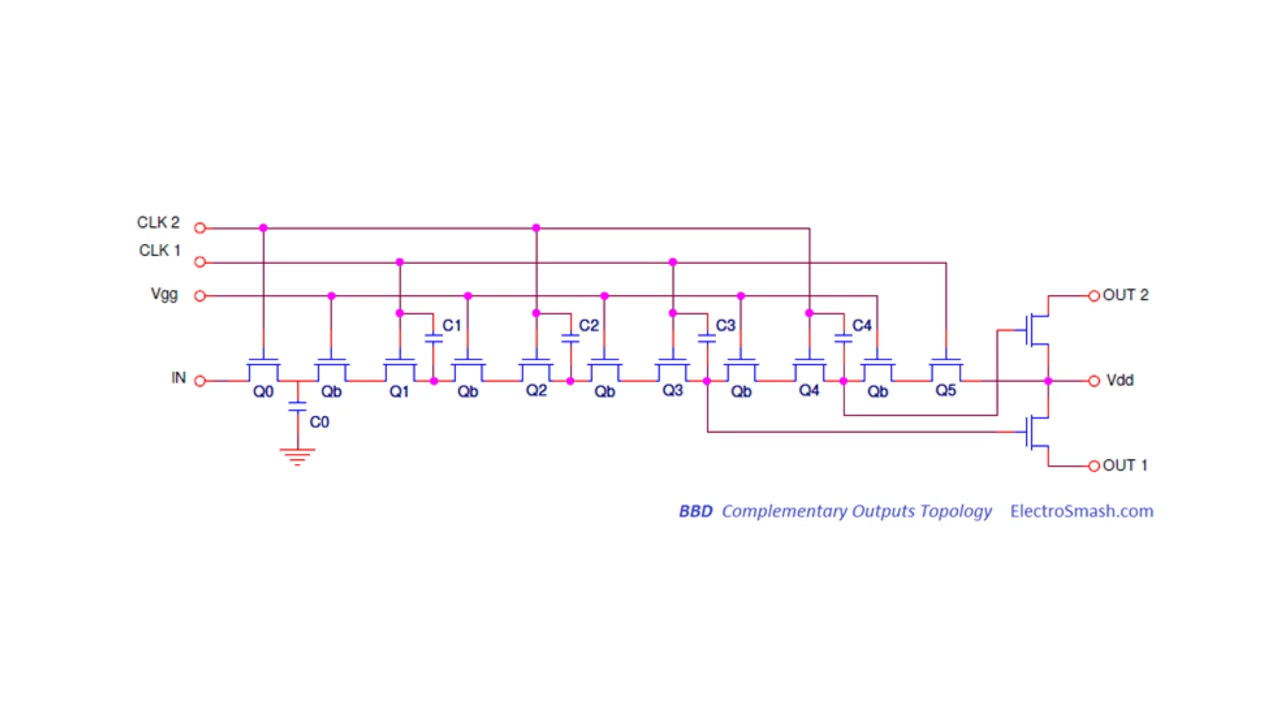 CLK 2
CLK 1
Vgg
OUT 2
C1 C2 C3 C4
IN
Vdd
Q0 Qb Q1 Qb Q2 Qb Q3 Qb Q4 Qb Q5
C0
OUT 1
BBD Complementary Outputs Topology ElectroSmash.com